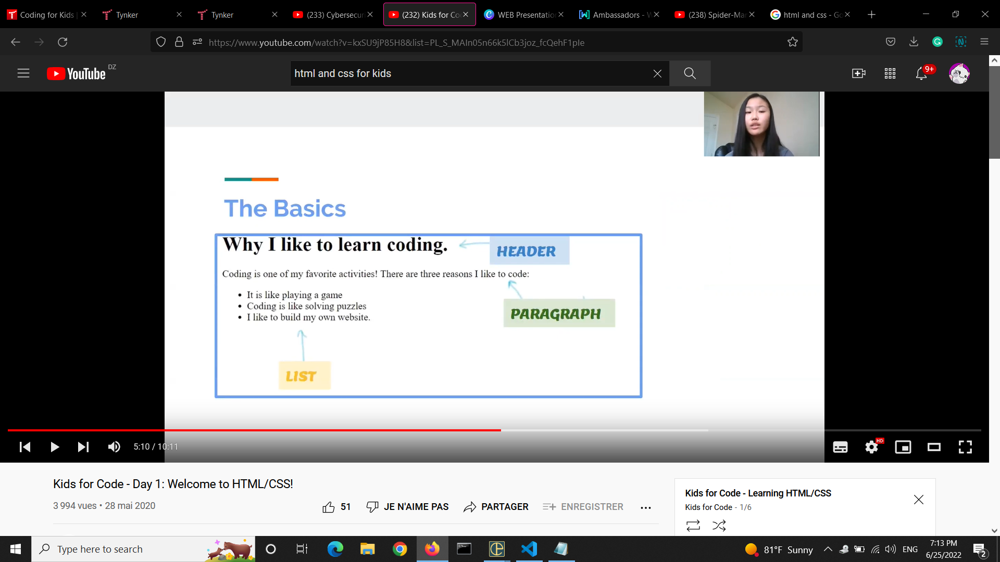 Coding for Kids |
Tynker
Tynker
(233) Cybersecuri
(232) Kids for Co
WEB Presentation
Ambassadors - W
(238) Spider-Man
html and css - Go
https://www.youtube.com/watch?v=kxSU9jP85H8&list=PL_S_MAIn05n66k5lCb3joz_fcQehF1pIe
YouTube DZ
html and css for kids
9+
The Basics
Why I like to learn coding.
HEADER
Coding is one of my favorite activities! There are three reasons I like to code:
• It is like playing a game
• Coding is like solving puzzles
• I like to build my own website.
PARAGRAPH
LIST
5:10 / 10:11
HD
Kids for Code - Day 1: Welcome to HTML/CSS!
3 994 vues • 28 mai 2020
51
JE N'AIME PAS
PARTAGER
ENREGISTRER
Kids for Code - Learning HTML/CSS
Kids for Code - 1/6
Type here to search
81°F Sunny
ENG
7:13 PM
6/25/2022
2